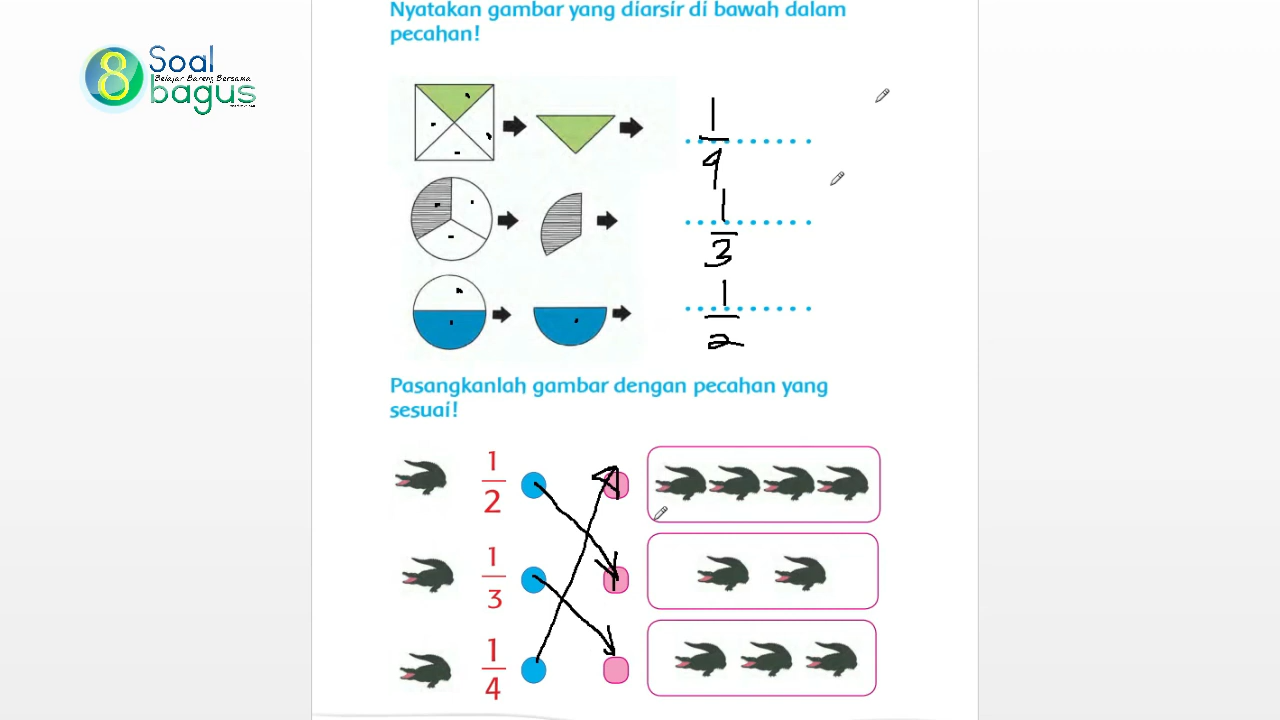 Nyatakan gambar yang diarsir di bawah dalam
pecahan!
8 Soal
Belajar Bareng Bersama
bagus
1
4
1
3
1
2
Pasangkanlah gambar dengan pecahan yang
sesuai!
1
2
1
3
1
4